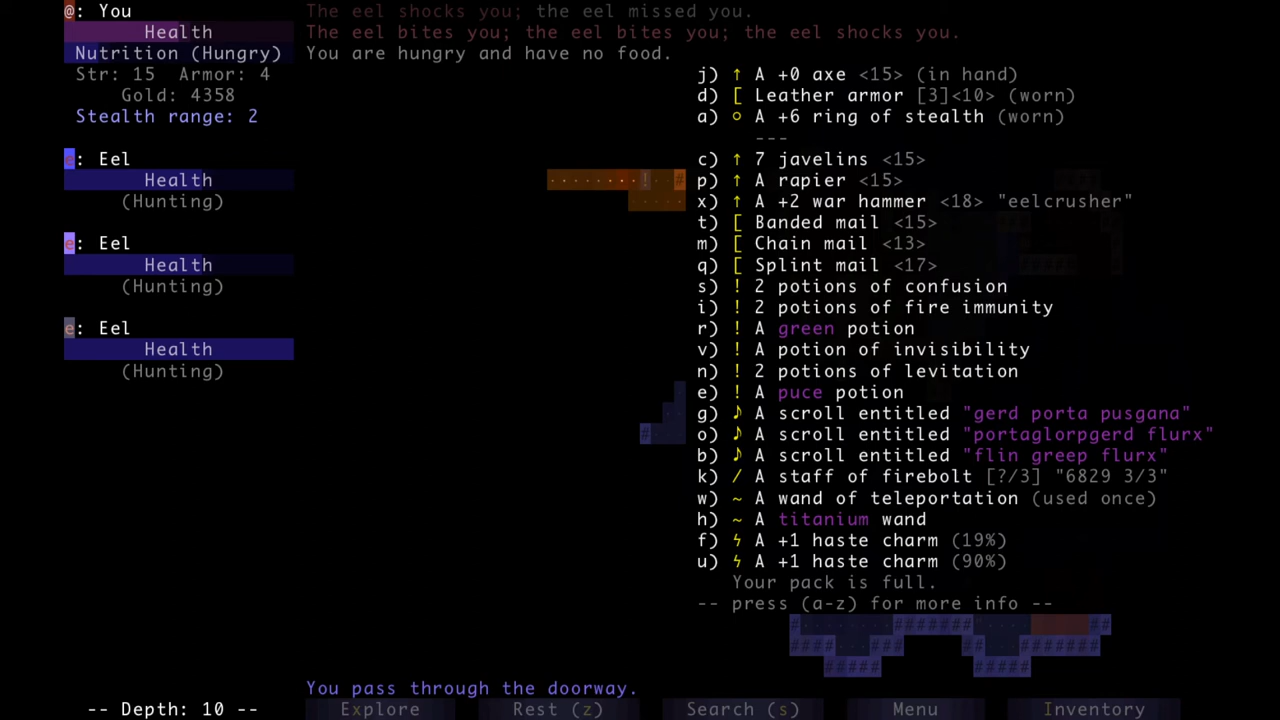 @: You
The eel shocks you; the eel missed you.
Health
The eel bites you; the eel bites you; the eel shocks you.
Nutrition (Hungry)
You are hungry and have no food.
Str: 15 Armor: 4
Gold: 4358
Stealth range: 2
e: Eel
Health
(Hunting)
e: Eel
Health
(Hunting)
e: Eel
Health
(Hunting)
j) ↑ A +0 axe <15> (in hand)
d) [ Leather armor [3]<10> (worn)
a) ○ A +6 ring of stealth (worn)
---
c) ↑ 7 javelins <15>
p) ↑ A rapier <15>
x) ↑ A +2 war hammer <18> "eelcrusher"
t) [ Banded mail <15>
m) [ Chain mail <13>
q) [ Splint mail <17>
s) ! 2 potions of confusion
i) ! 2 potions of fire immunity
r) ! A green potion
v) ! A potion of invisibility
n) ! 2 potions of levitation
e) ! A puce potion
g) ♪ A scroll entitled "gerd porta pusgana"
o) ♪ A scroll entitled "portaglorpgerd flurx"
b) ♪ A scroll entitled "flin greep flurx"
k) / A staff of firebolt [?/3] "6829 3/3"
w) ~ A wand of teleportation (used once)
h) ~ A titanium wand
f) ϟ A +1 haste charm (19%)
u) ϟ A +1 haste charm (90%)
Your pack is full.
-- press (a-z) for more info --
You pass through the doorway.
-- Depth: 10 --
Explore
Rest (z)
Search (s)
Menu
Inventory